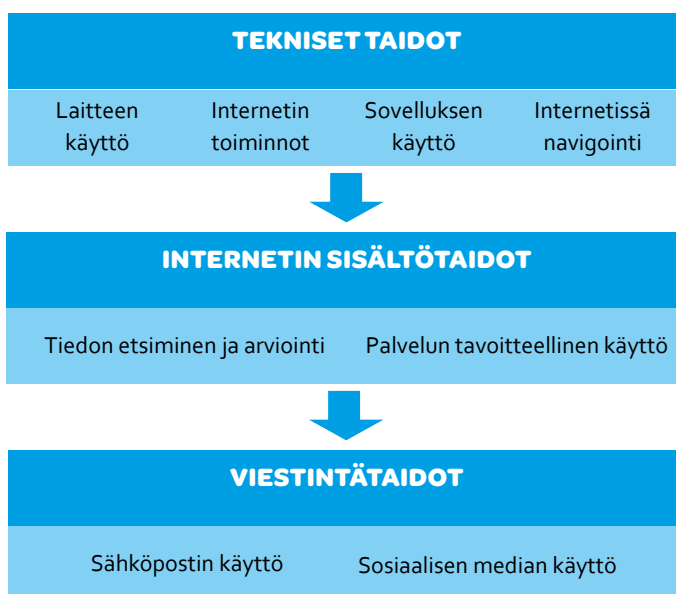 TEKNISET TAIDOT
Laitteen käyttö
Internetin toiminnot
Sovelluksen käyttö
Internetissä navigointi
INTERNETIN SISÄLTÖTAIDOT
Tiedon etsiminen ja arviointi
Palvelun tavoitteellinen käyttö
VIESTINTÄTAIDOT
Sähköpostin käyttö
Sosiaalisen median käyttö